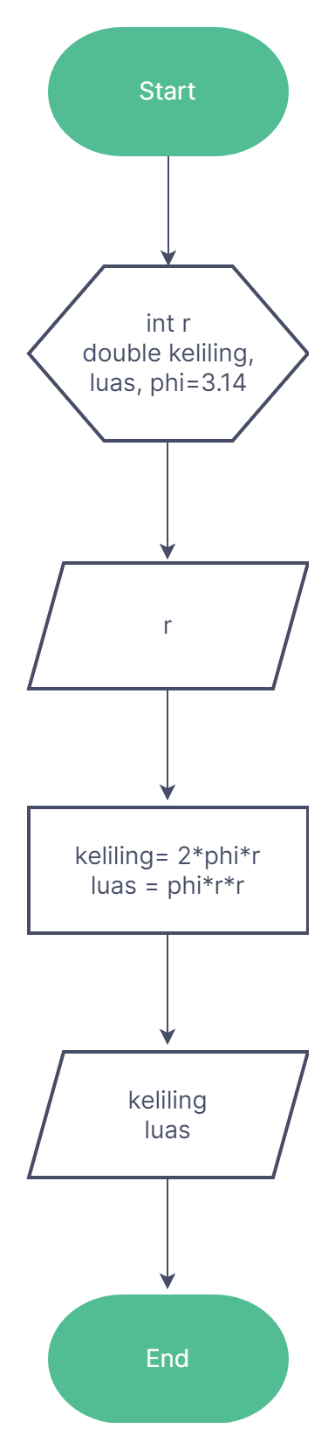 Start
int r
double keliling,
luas, phi=3.14
r
keliling= 2*phi*r
luas = phi*r*r
keliling
luas
End